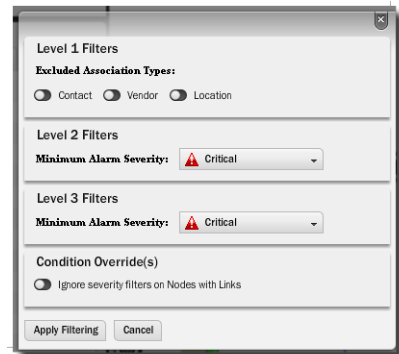 Level 1 Filters
Excluded Association Types:
Contact Vendor Location
Level 2 Filters
Minimum Alarm Severity: Critical
Level 3 Filters
Minimum Alarm Severity: Critical
Condition Override(s)
Ignore severity filters on Nodes with Links
Apply Filtering Cancel